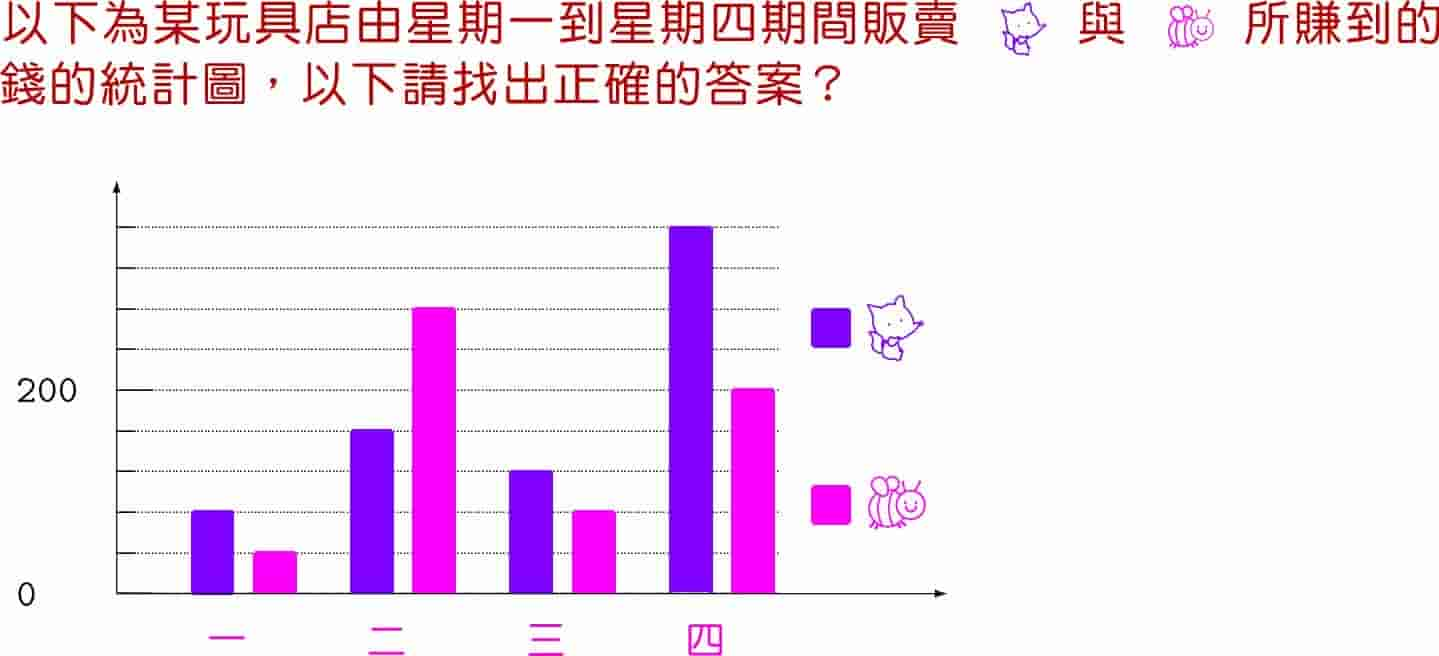 以下為某玩具店由星期一到星期四期間販賣 與 所賺到的
錢的統計圖，以下請找出正確的答案？
200
0
一 二 三 四